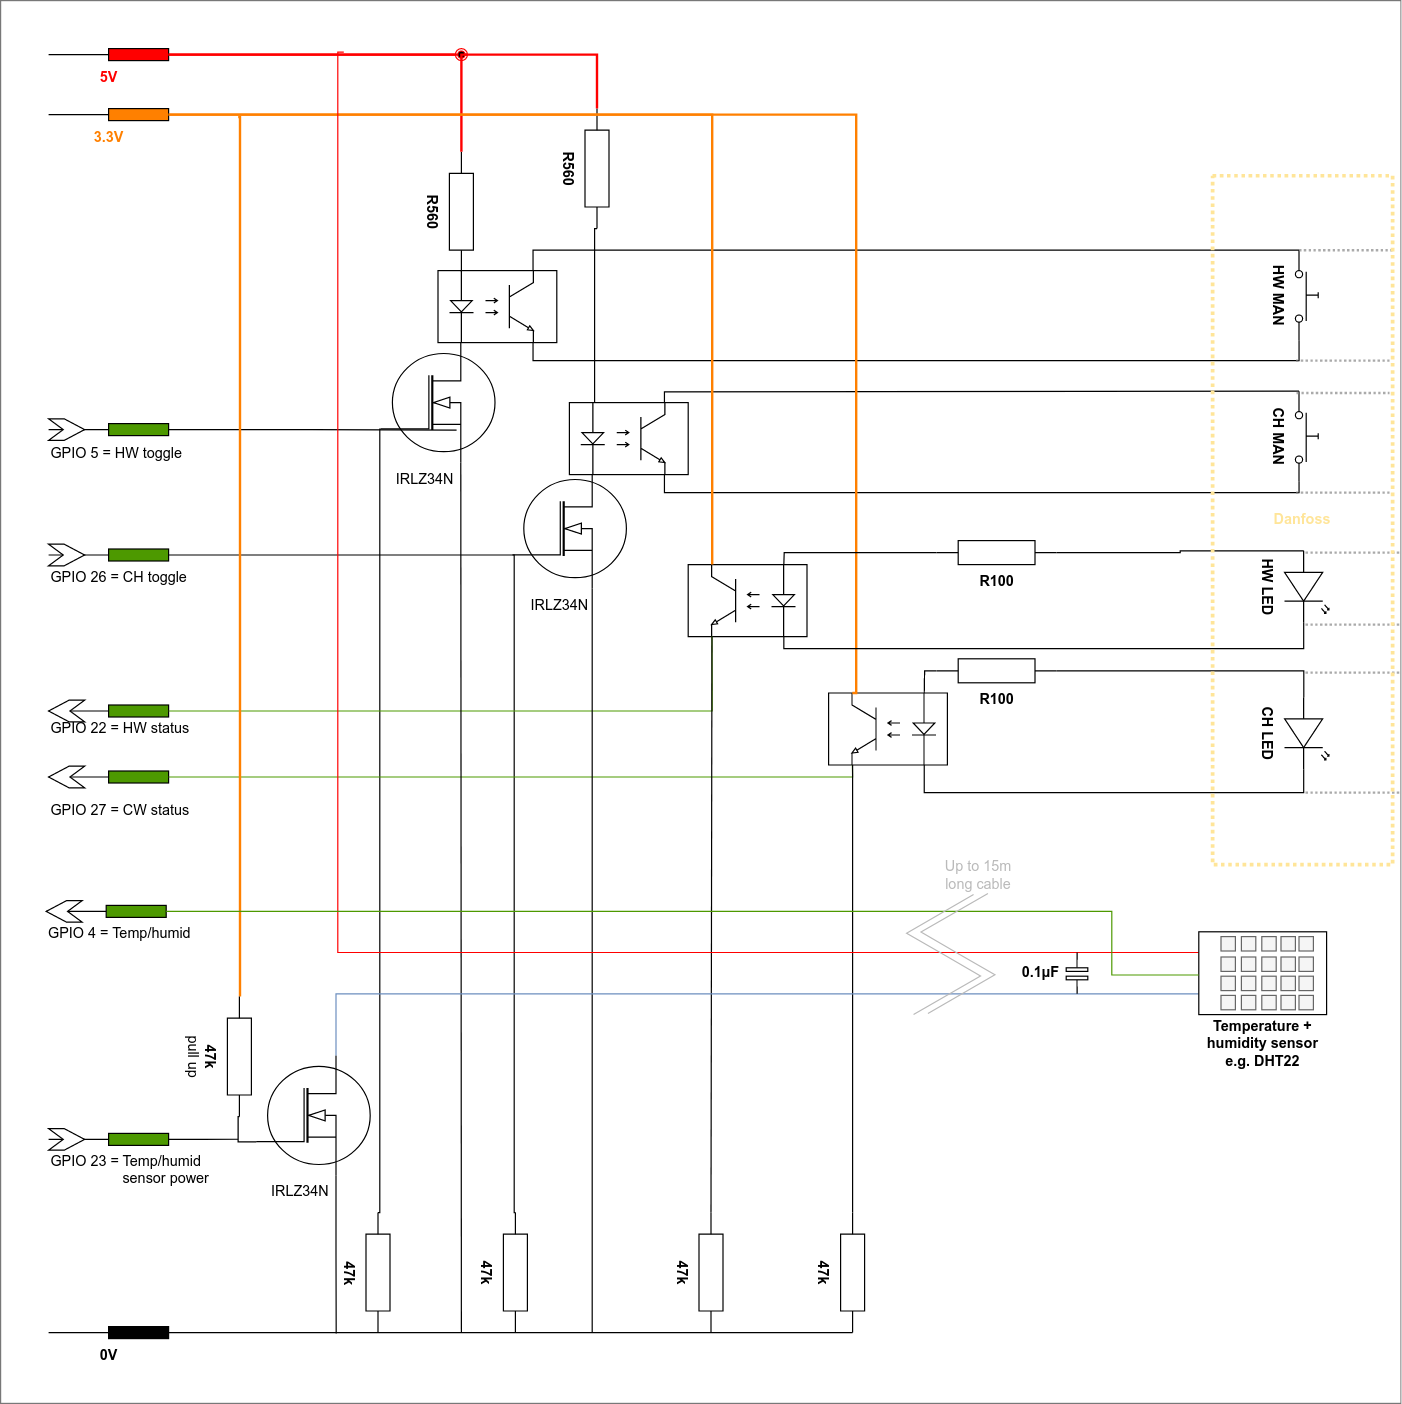 5V
3.3V
R560
R560
HW MAN
GPIO 5 = HW toggle
IRLZ34N
CH MAN
Danfoss
GPIO 26 = CH toggle
IRLZ34N
R100
HW LED
R100
GPIO 22 = HW status
CH LED
GPIO 27 = CW status
Up to 15m
long cable
GPIO 4 = Temp/humid
0.1µF
Temperature +
humidity sensor
e.g. DHT22
47k
pull up
GPIO 23 = Temp/humid
sensor power
IRLZ34N
47k
47k
47k
47k
0V